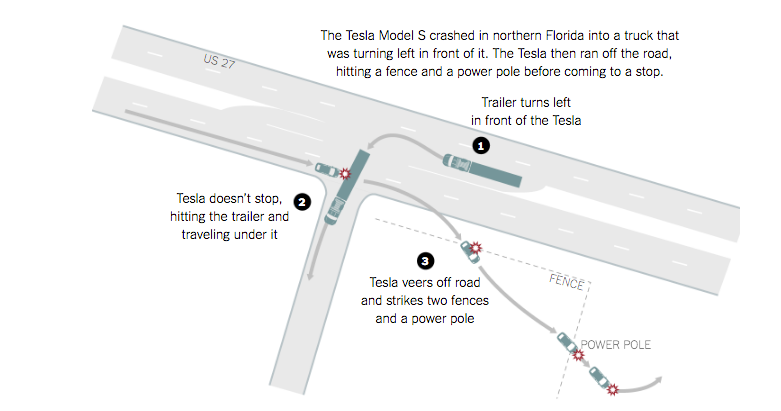 The Tesla Model S crashed in northern Florida into a truck that
was turning left in front of it. The Tesla then ran off the road,
hitting a fence and a power pole before coming to a stop.
US 27
Trailer turns left
in front of the Tesla
1
Tesla doesn't stop,
hitting the trailer and
traveling under it
2
3
Tesla veers off road
and strikes two fences
and a power pole
FENCE
POWER POLE